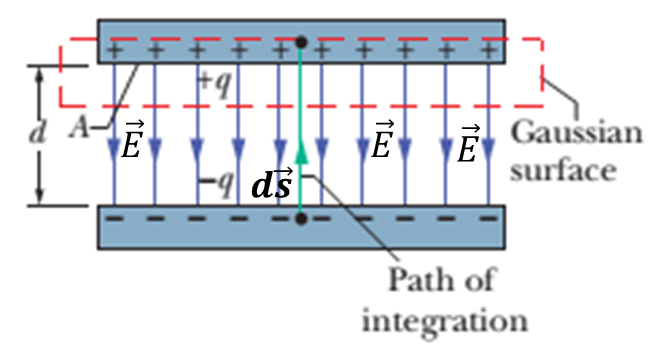 + + + + + + + + + +
+q
d
A
E⃗ E⃗ E⃗
Gaussian
surface
−q
ds⃗
− − − − − − − − − −
Path of
integration